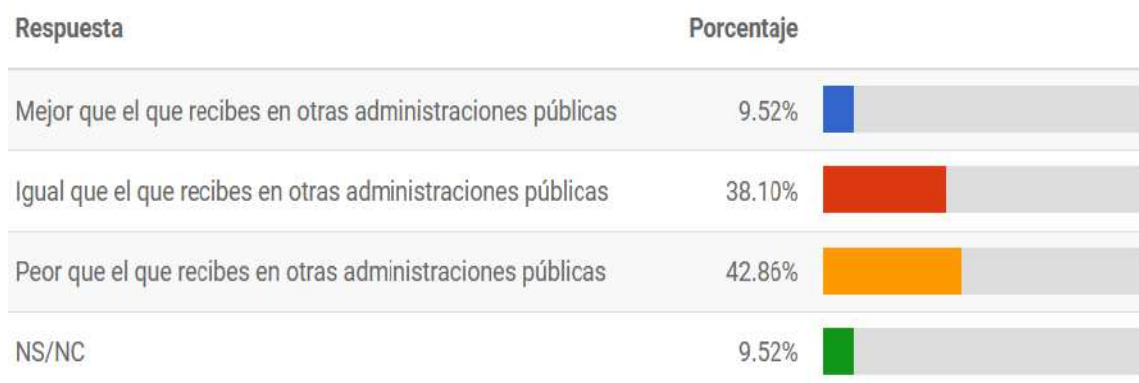 Respuesta Porcentaje
Mejor que el que recibes en otras administraciones públicas 9.52%
Igual que el que recibes en otras administraciones públicas 38.10%
Peor que el que recibes en otras administraciones públicas 42.86%
NS/NC 9.52%